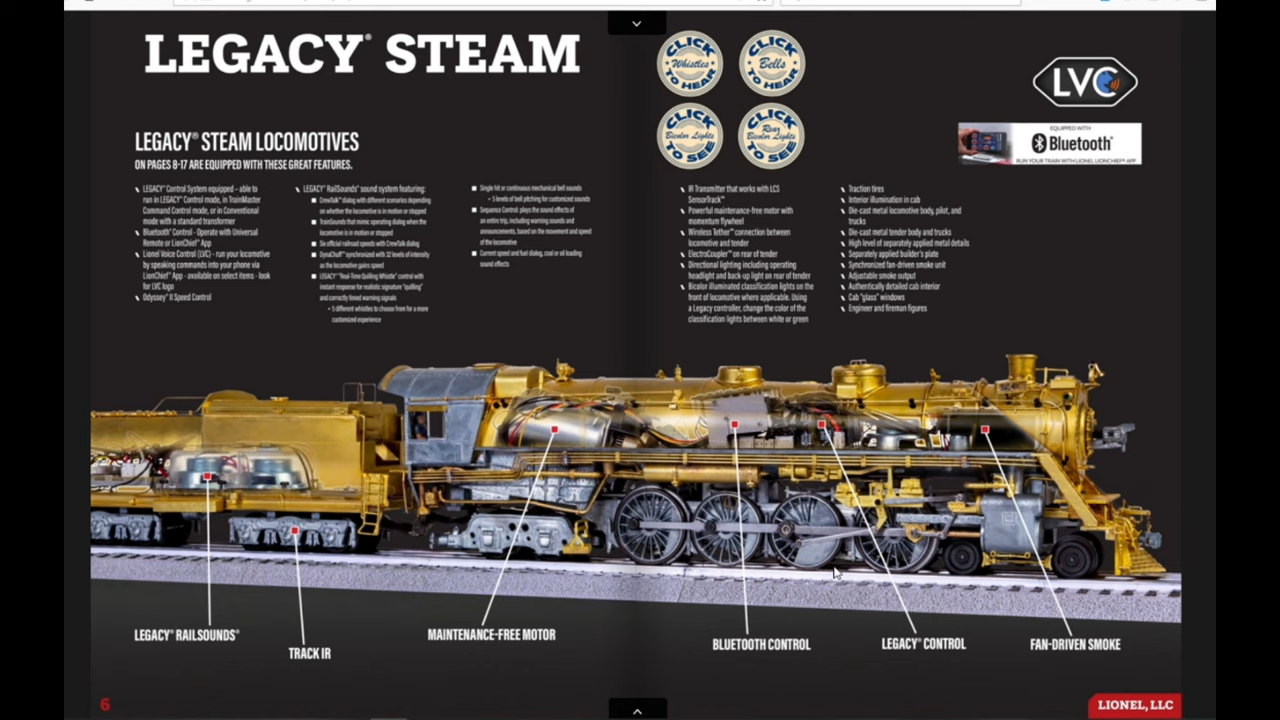 LEGACY® STEAM
CLICK Whistles TO HEAR
CLICK Bells TO HEAR
CLICK Bicolor Lights TO SEE
CLICK Rear Bicolor Lights TO SEE
LVC
EQUIPPED WITH
Bluetooth®
RUN YOUR TRAIN WITH LIONEL LIONCHIEF® APP
LEGACY® STEAM LOCOMOTIVES
ON PAGES 8-17 ARE EQUIPPED WITH THESE GREAT FEATURES.
LEGACY® Control System equipped – able to
run in LEGACY® Control mode, in TrainMaster
Command Control mode, or in Conventional
mode with a standard transformer
Bluetooth® Control - Operate with Universal
Remote or LionChief® App
Lionel Voice Control (LVC) - run your locomotive
by speaking commands into your phone via
LionChief® App - available on select items - look
for LVC logo
Odyssey® II Speed Control
LEGACY® RailSounds® sound system featuring:
CrewTalk™ dialog with different scenarios depending
on whether the locomotive is in motion or stopped
TrainSounds that mimic operating dialog when the
locomotive is in motion or stopped
Six official railroad speeds with CrewTalk dialog
DynaChuff™ synchronized with 32 levels of intensity
as the locomotive gains speed
LEGACY® "Real-Time Quilling Whistle" control with
instant response for realistic signature "quilling"
and correctly timed warning signals
• 5 different whistles to choose from for a more
customized experience
Single hit or continuous mechanical bell sounds
• 5 levels of bell pitching for customized sounds
Sequence Control: plays the sound effects of
an entire trip, including warning sounds and
announcements, based on the movement and speed
of the locomotive
Current speed and fuel dialog, coal or oil loading
sound effects
IR Transmitter that works with LCS
SensorTrack™
Powerful maintenance-free motor with
momentum flywheel
Wireless Tether™ connection between
locomotive and tender
ElectroCoupler™ on rear of tender
Directional lighting including operating
headlight and back-up light on rear of tender
Bicolor illuminated classification lights on the
front of locomotive where applicable. Using
a Legacy controller, change the color of the
classification lights between white or green
Traction tires
Interior illumination in cab
Die-cast metal locomotive body, pilot, and
trucks
Die-cast metal tender body and trucks
High level of separately applied metal details
Separately applied builder's plate
Synchronized fan-driven smoke unit
Adjustable smoke output
Authentically detailed cab interior
Cab "glass" windows
Engineer and fireman figures
LEGACY® RAILSOUNDS®
TRACK IR
MAINTENANCE-FREE MOTOR
BLUETOOTH CONTROL
LEGACY® CONTROL
FAN-DRIVEN SMOKE
6
LIONEL, LLC